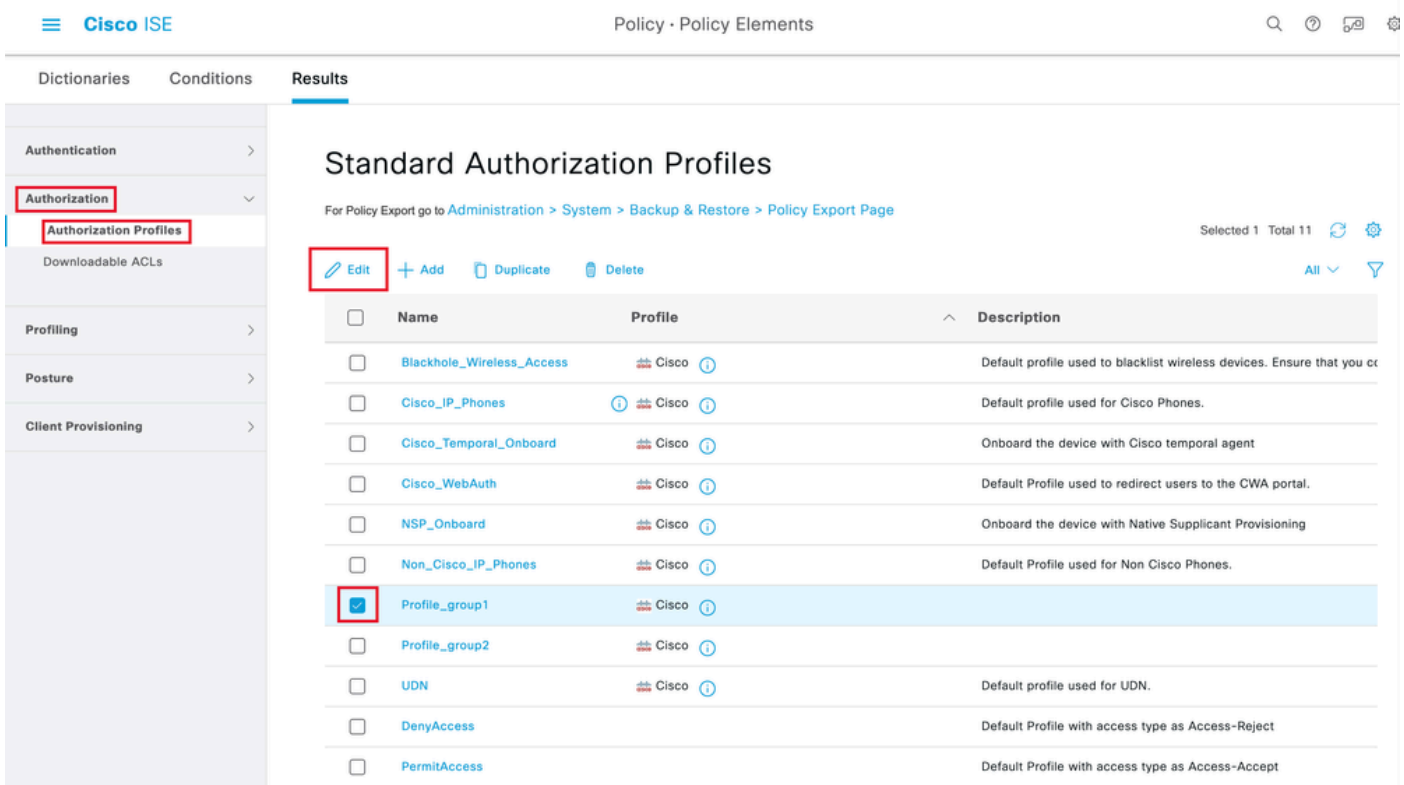 Cisco ISE
Policy · Policy Elements
Dictionaries Conditions Results
Authentication
Authorization
Authorization Profiles
Downloadable ACLs
Profiling
Posture
Client Provisioning
Standard Authorization Profiles
For Policy Export go to Administration > System > Backup & Restore > Policy Export Page
Selected 1 Total 11
Edit Add Duplicate Delete All
Name Profile Description
Blackhole_Wireless_Access Cisco Default profile used to blacklist wireless devices. Ensure that you cc
Cisco_IP_Phones Cisco Default profile used for Cisco Phones.
Cisco_Temporal_Onboard Cisco Onboard the device with Cisco temporal agent
Cisco_WebAuth Cisco Default Profile used to redirect users to the CWA portal.
NSP_Onboard Cisco Onboard the device with Native Supplicant Provisioning
Non_Cisco_IP_Phones Cisco Default Profile used for Non Cisco Phones.
Profile_group1 Cisco
Profile_group2 Cisco
UDN Cisco Default profile used for UDN.
DenyAccess Default Profile with access type as Access-Reject
PermitAccess Default Profile with access type as Access-Accept